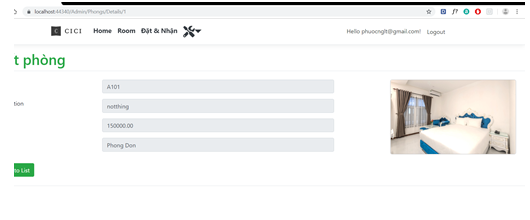 localhost:44340/Admin/Phongs/Details/1
C CICI Home Room Đặt & Nhận Hello phuocnglt@gmail.com! Logout
t phòng
A101
tion notthing
150000.00
Phong Don
to List